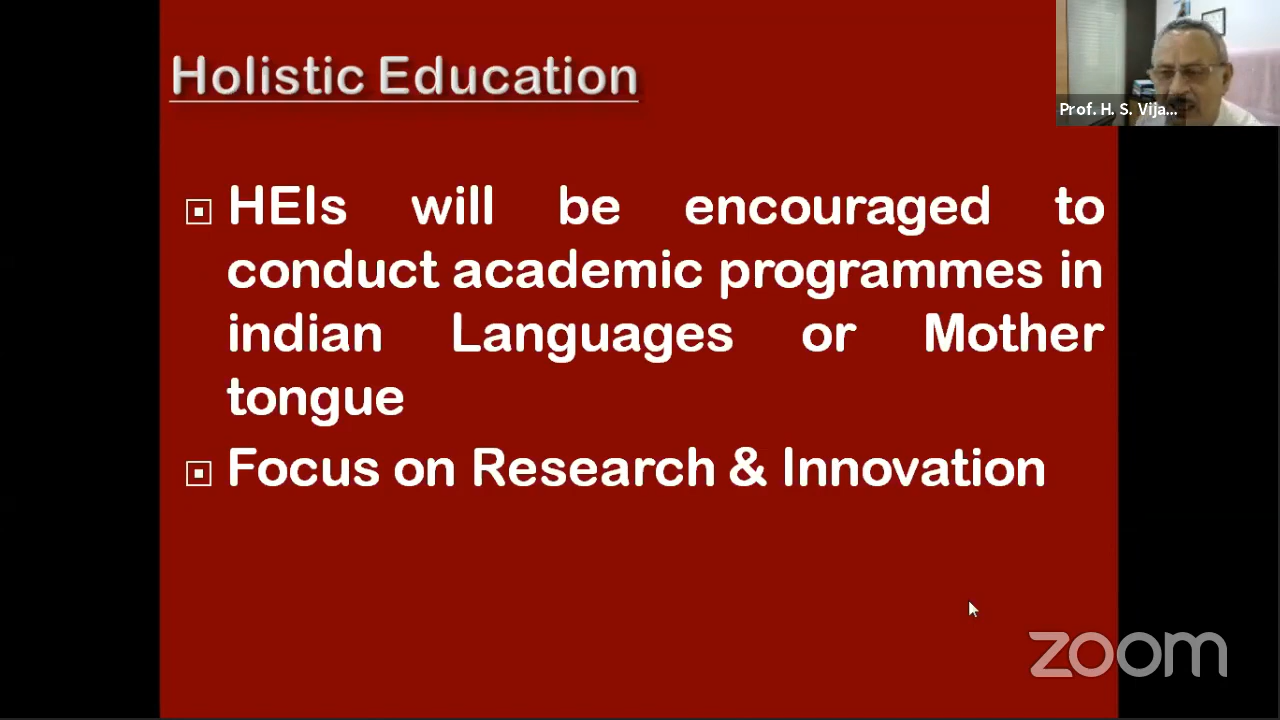 Holistic Education
Prof. H. S. Vija...
HEIs will be encouraged to
conduct academic programmes in
indian Languages or Mother
tongue
Focus on Research & Innovation
zoom